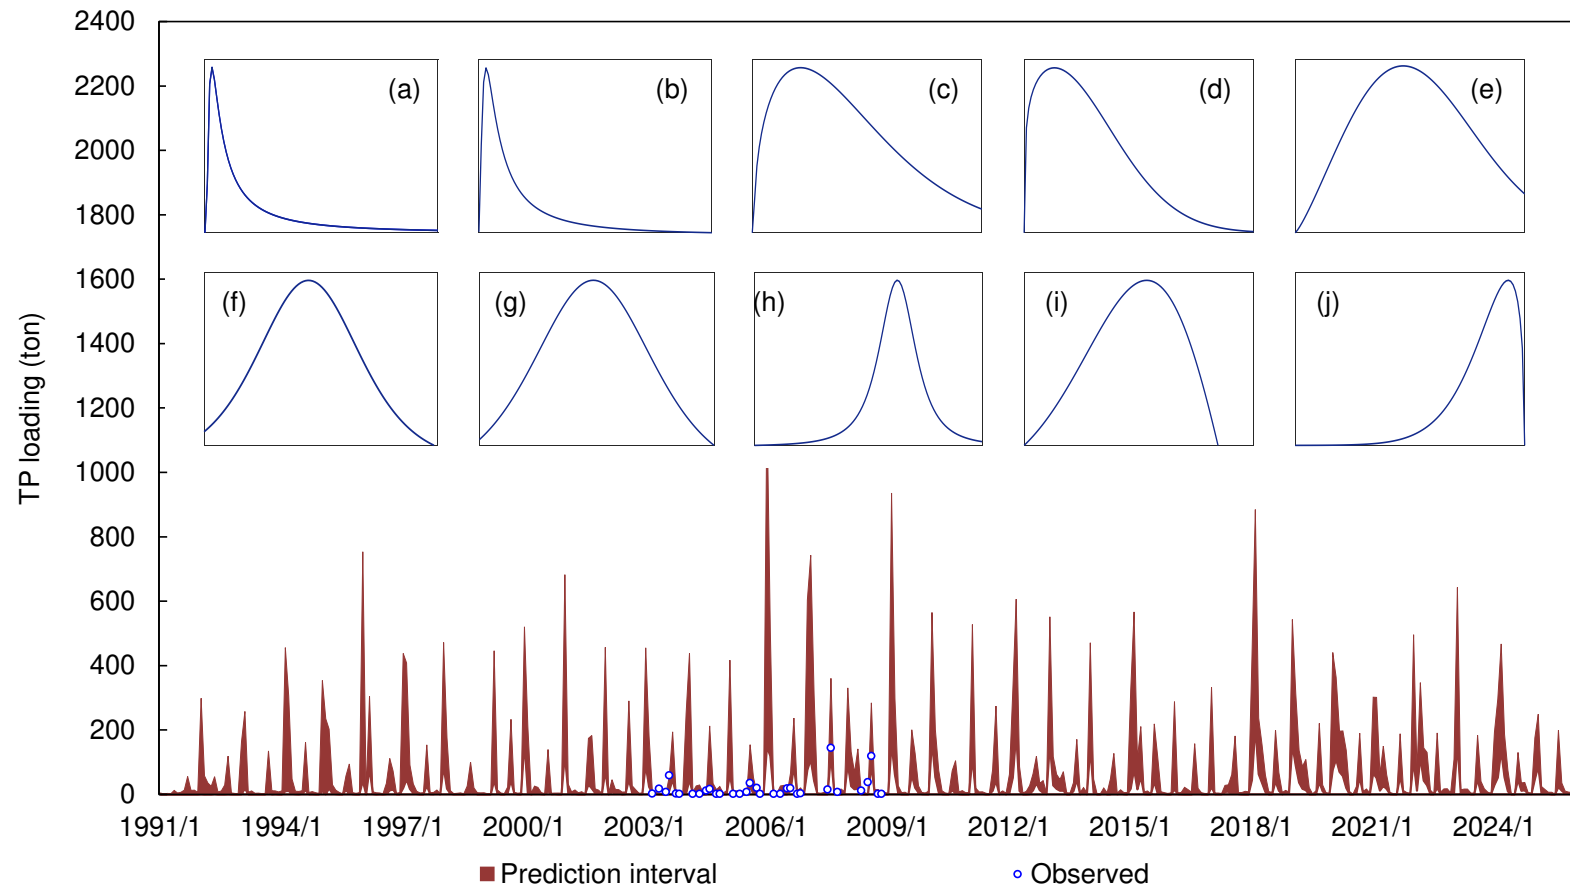 2400
2200
2000
1800
1600
1400
1200
1000
800
600
400
200
0
TP loading (ton)
(a)
(b)
(c)
(d)
(e)
(f)
(g)
(h)
(i)
(j)
1991/1
1994/1
1997/1
2000/1
2003/1
2006/1
2009/1
2012/1
2015/1
2018/1
2021/1
2024/1
Prediction interval
Observed